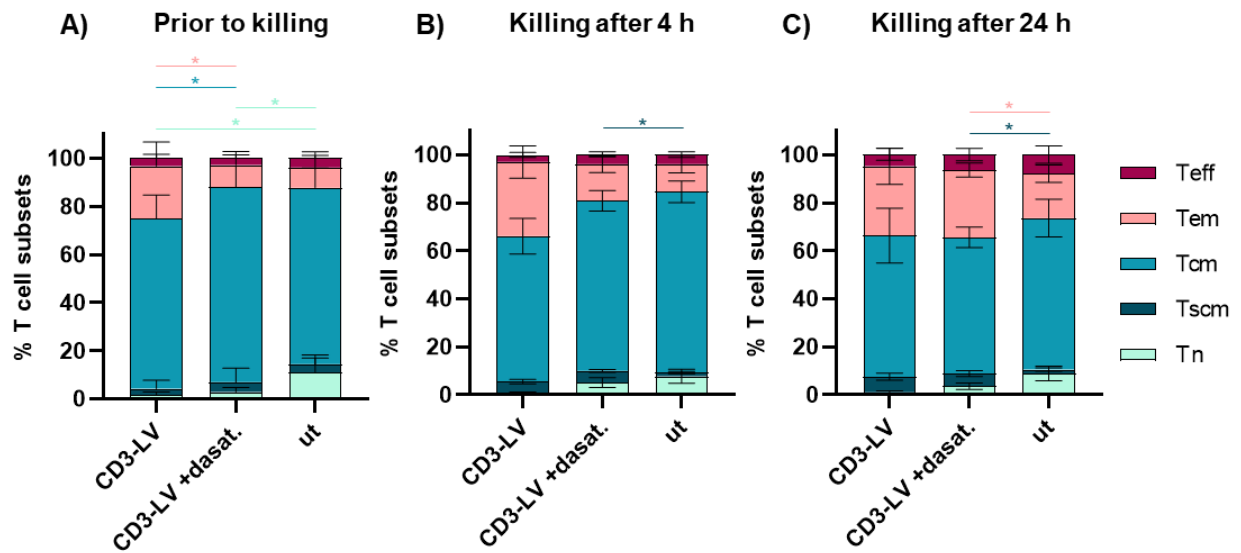 A) Prior to killing
B) Killing after 4 h
C) Killing after 24 h
*
*
*
*
*
*
*
% T cell subsets
100
80
60
40
20
0
CD3-LV
CD3-LV +dasat.
ut
% T cell subsets
100
80
60
40
20
0
CD3-LV
CD3-LV +dasat.
ut
% T cell subsets
100
80
60
40
20
0
CD3-LV
CD3-LV +dasat.
ut
Teff
Tem
Tcm
Tscm
Tn